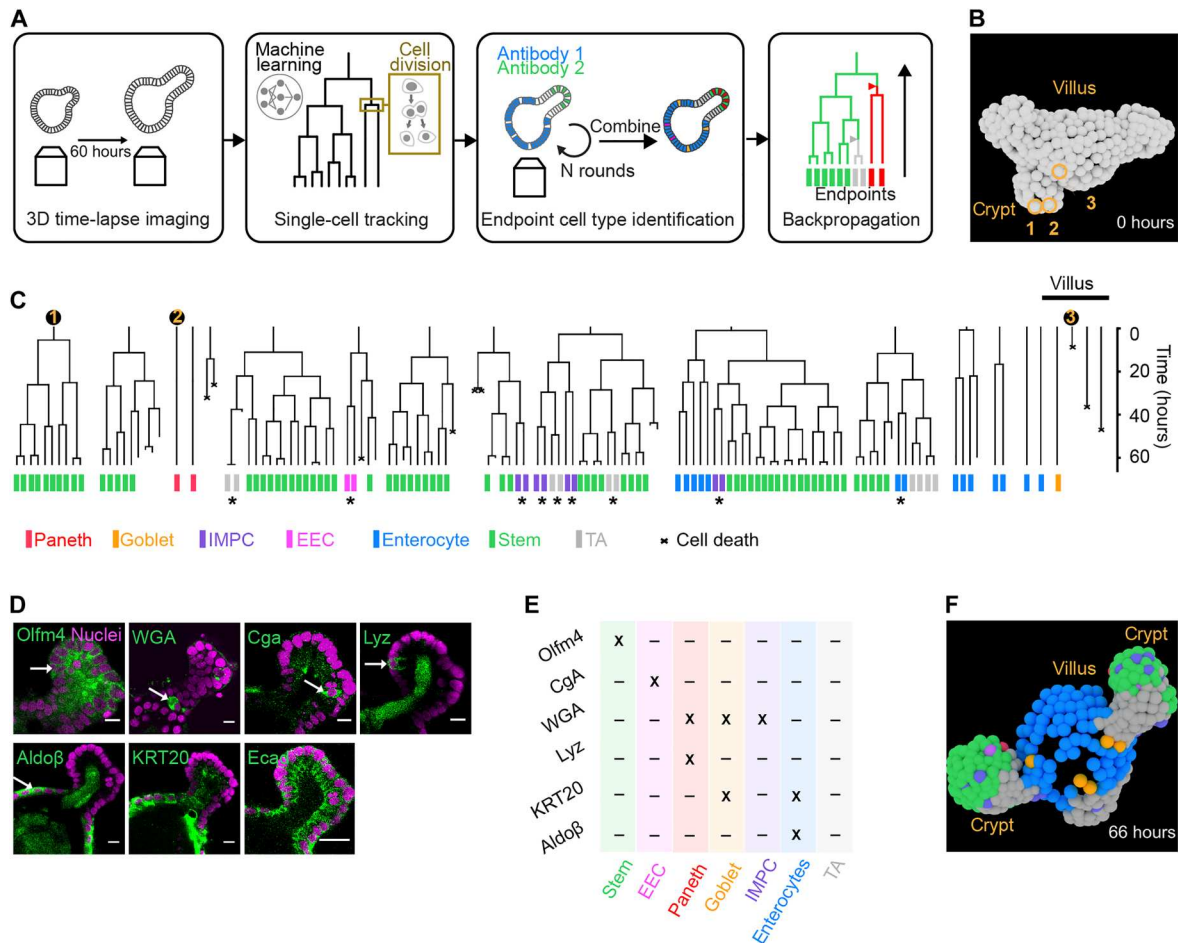 A
Machine
learning
Cell
division
Antibody 1
Antibody 2
60 hours
Combine
N rounds
Endpoints
3D time-lapse imaging
Single-cell tracking
Endpoint cell type identification
Backpropagation
B
Villus
Crypt
1
2
3
0 hours
C
Villus
1
2
3
0
20
40
60
Time (hours)
* * * * * * * * *
Paneth
Goblet
IMPC
EEC
Enterocyte
Stem
TA
× Cell death
D
Olfm4 Nuclei
WGA
Cga
Lyz
Aldoβ
KRT20
Ecad
E
Olfm4 X – – – – – –
CgA – X – – – – –
WGA – – X X X – –
Lyz – – X – – – –
KRT20 – – – X – X –
Aldoβ – – – – – X –
Stem
EEC
Paneth
Goblet
IMPC
Enterocytes
TA
F
Crypt
Villus
Crypt
66 hours